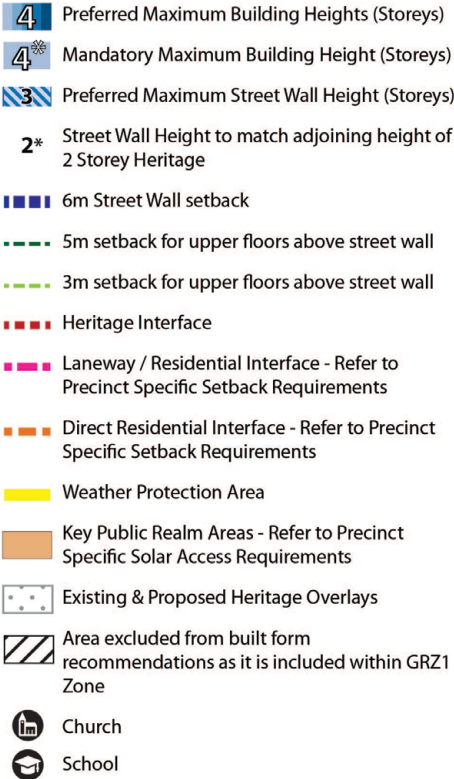 4 Preferred Maximum Building Heights (Storeys)
4* Mandatory Maximum Building Height (Storeys)
3 Preferred Maximum Street Wall Height (Storeys)
2* Street Wall Height to match adjoining height of
2 Storey Heritage
6m Street Wall setback
5m setback for upper floors above street wall
3m setback for upper floors above street wall
Heritage Interface
Laneway / Residential Interface - Refer to
Precinct Specific Setback Requirements
Direct Residential Interface - Refer to Precinct
Specific Setback Requirements
Weather Protection Area
Key Public Realm Areas - Refer to Precinct
Specific Solar Access Requirements
Existing & Proposed Heritage Overlays
Area excluded from built form
recommendations as it is included within GRZ1
Zone
Church
School